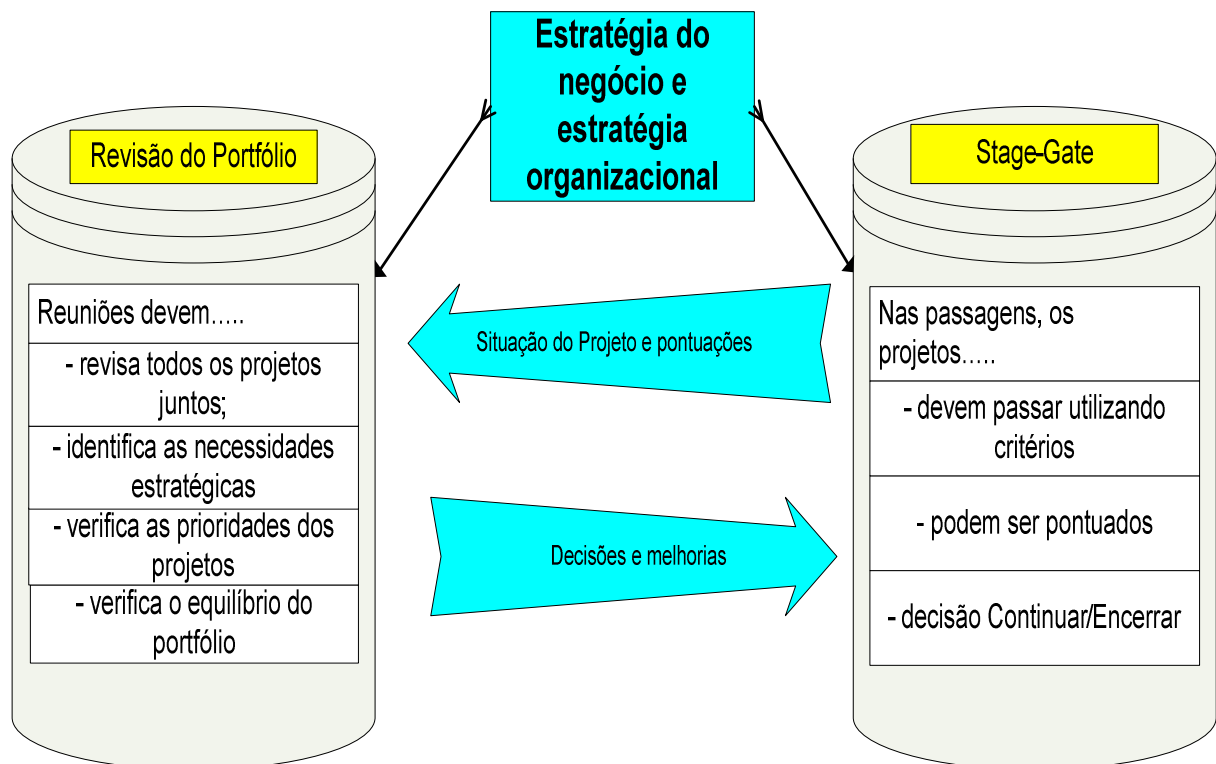 Estratégia do
negócio e
estratégia
organizacional
Revisão do Portfólio
Reuniões devem.....
- revisa todos os projetos
juntos;
- identifica as necessidades
estratégicas
- verifica as prioridades dos
projetos
- verifica o equilíbrio do
portfólio
Situação do Projeto e pontuações
Decisões e melhorias
Stage-Gate
Nas passagens, os
projetos.....
- devem passar utilizando
critérios
- podem ser pontuados
- decisão Continuar/Encerrar